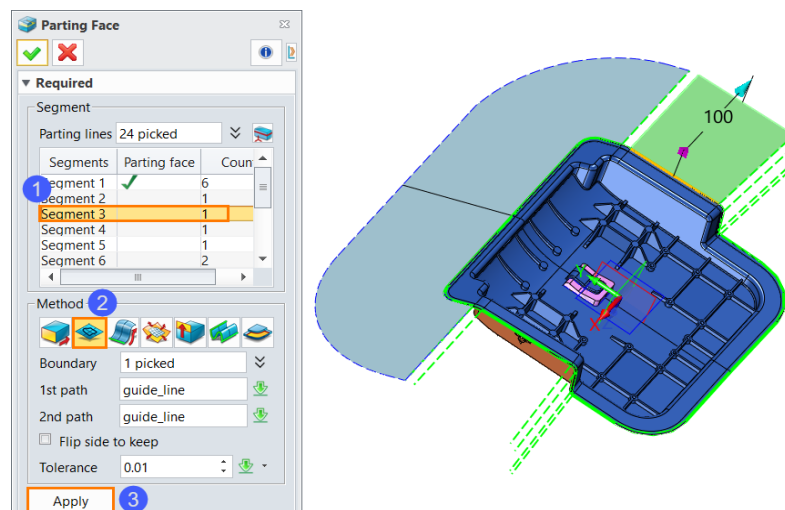 Parting Face
Required
Segment
Parting lines 24 picked
Segments Parting face Coun
1
Segment 1 6
Segment 2 1
Segment 3 1
Segment 4 1
Segment 5 1
Segment 6 2
Method 2
Boundary 1 picked
1st path guide_line
2nd path guide_line
Flip side to keep
Tolerance 0.01
Apply 3
100
Y
X